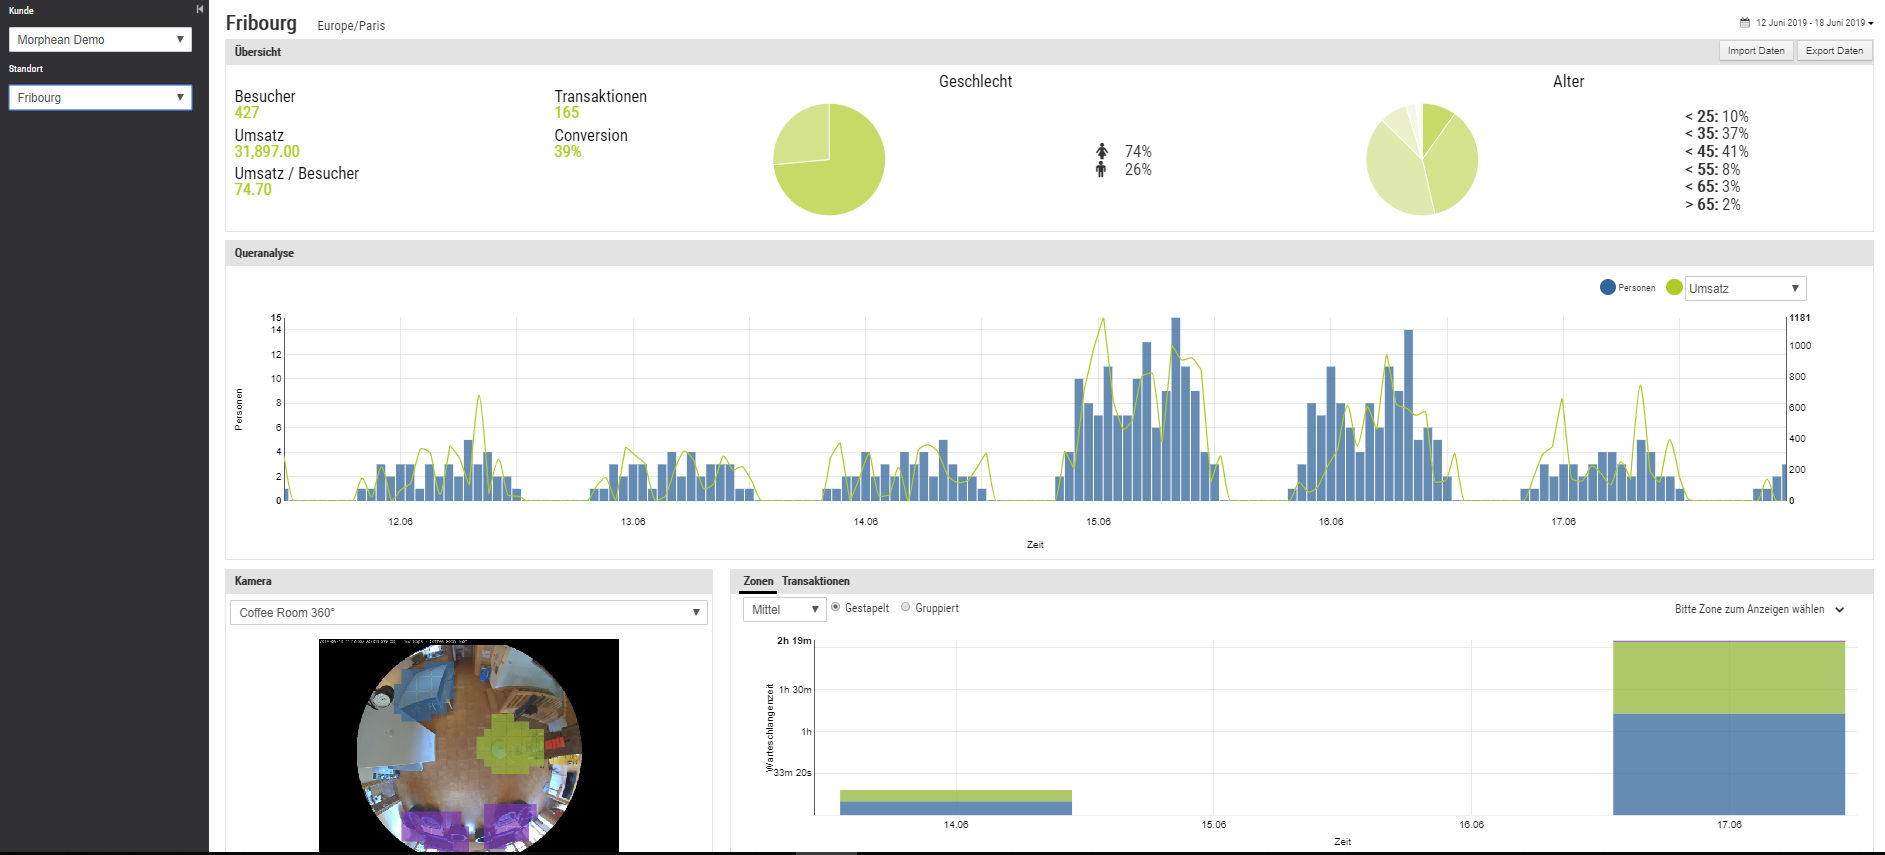 Kunde
Morphean Demo
Standort
Fribourg
Fribourg Europe/Paris
12 Juni 2019 - 18 Juni 2019
Übersicht
Import Daten Export Daten
Besucher
427
Umsatz
31,897.00
Umsatz / Besucher
74.70
Transaktionen
165
Conversion
39%
Geschlecht
74%
26%
Alter
< 25: 10%
< 35: 37%
< 45: 41%
< 55: 8%
< 65: 3%
> 65: 2%
Queranalyse
Personen Umsatz
15
14
12
10
8
6
4
2
0
Personen
1181
1000
800
600
400
200
0
12.06 13.06 14.06 15.06 16.06 17.06
Zeit
Kamera
Coffee Room 360°
Zonen Transaktionen
Mittel Gestapelt Gruppiert
Bitte Zone zum Anzeigen wählen
2h 19m
1h 30m
1h
33m 20s
Warteschlangenzeit
14.06 15.06 16.06 17.06
Zeit